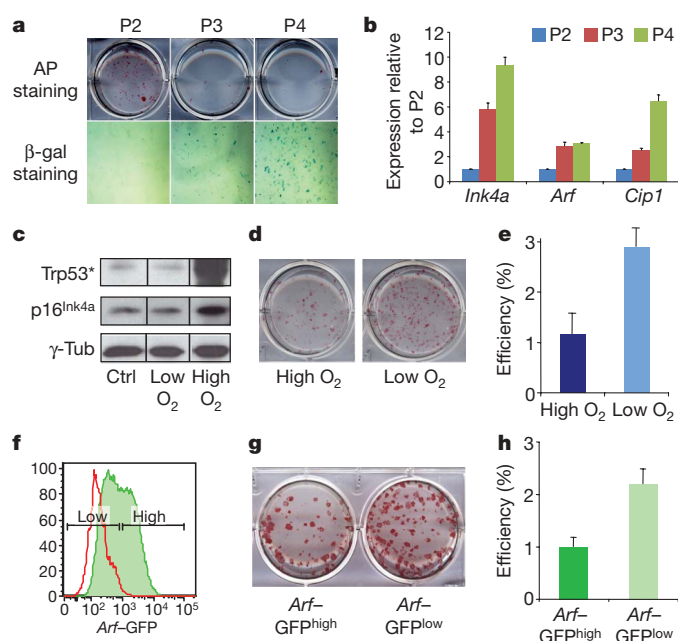 a
P2 P3 P4
AP
staining
β-gal
staining
b
P2 P3 P4
Expression relative
to P2
12
10
8
6
4
2
0
Ink4a Arf Cip1
c
Trp53*
p16Ink4a
γ-Tub
Ctrl Low High
O2 O2
d
High O2 Low O2
e
Efficiency (%)
3
2
1
0
High O2 Low O2
f
100
80
60
40
20
0
Low High
0 10² 10³ 10⁴ 10⁵
Arf–GFP
g
Arf– Arf–
GFPhigh GFPlow
h
Efficiency (%)
3
2
1
0
Arf– Arf–
GFPhigh GFPlow